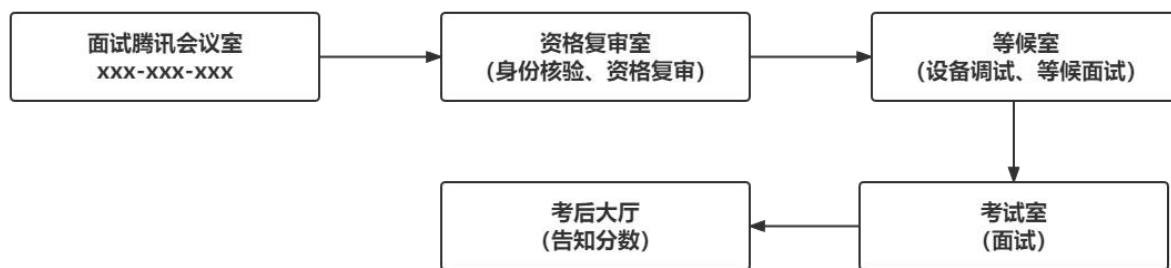 面试腾讯会议室
xxx-xxx-xxx
资格复审室
（身份核验、资格复审）
等候室
（设备调试、等候面试）
考试室
（面试）
考后大厅
（告知分数）